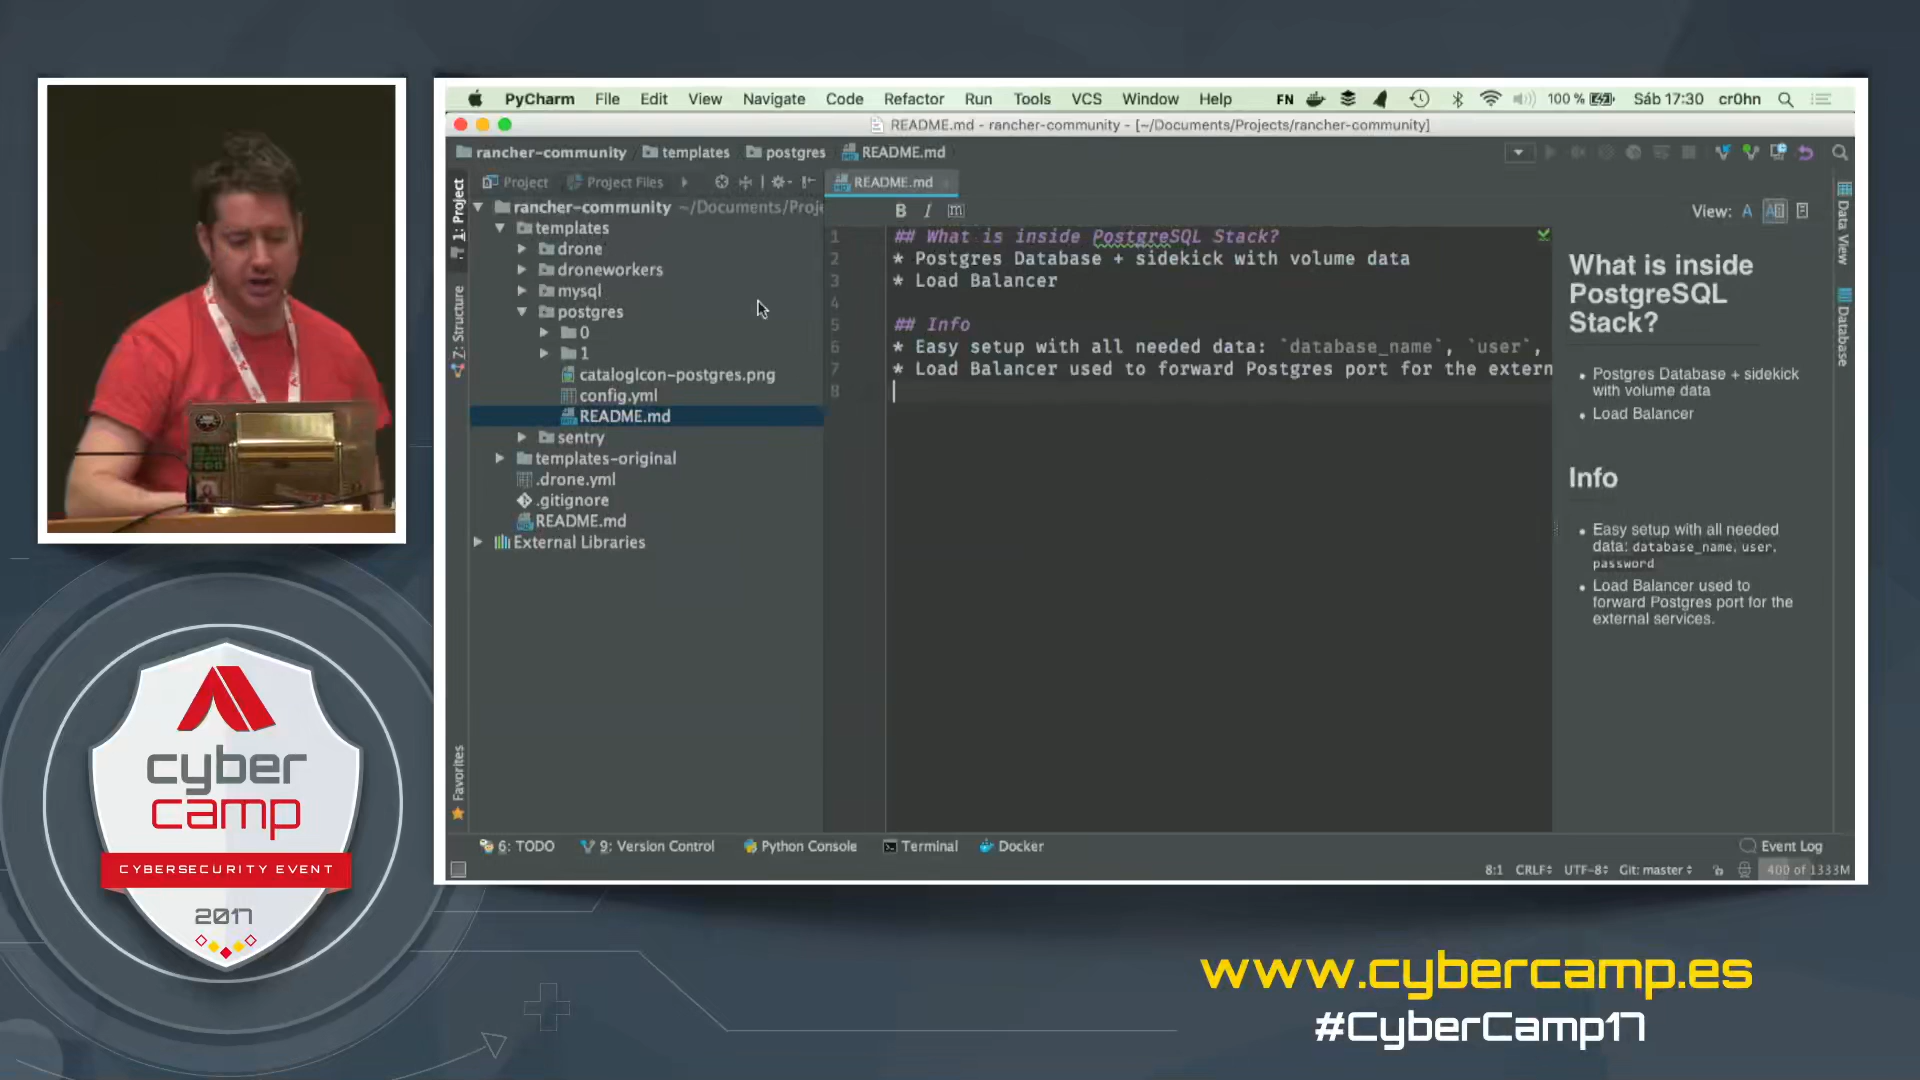 PyCharm File Edit View Navigate Code Refactor Run Tools VCS Window Help FN 100 % Sáb 17:30 cr0hn
README.md - rancher-community - [~/Documents/Projects/rancher-community]
rancher-community templates postgres README.md
Project Project Files README.md
1: Project
Z: Structure
Favorites
rancher-community ~/Documents/Proj
templates
drone
droneworkers
mysql
postgres
0
1
catalogIcon-postgres.png
config.yml
README.md
sentry
templates-original
.drone.yml
.gitignore
README.md
External Libraries
B I m View: A
1 ## What is inside PostgreSQL Stack?
2 * Postgres Database + sidekick with volume data
3 * Load Balancer
4
5 ## Info
6 * Easy setup with all needed data: `database_name`, `user`,
7 * Load Balancer used to forward Postgres port for the extern
8
What is inside
PostgreSQL
Stack?
• Postgres Database + sidekick
with volume data
• Load Balancer
Info
• Easy setup with all needed
data: database_name, user,
password
• Load Balancer used to
forward Postgres port for the
external services.
Data View
Database
6: TODO 9: Version Control Python Console Terminal Docker Event Log
8:1 CRLF UTF-8 Git: master 400 of 1333M
cyber
camp
CYBERSECURITY EVENT
2017
www.cybercamp.es
#CyberCamp17